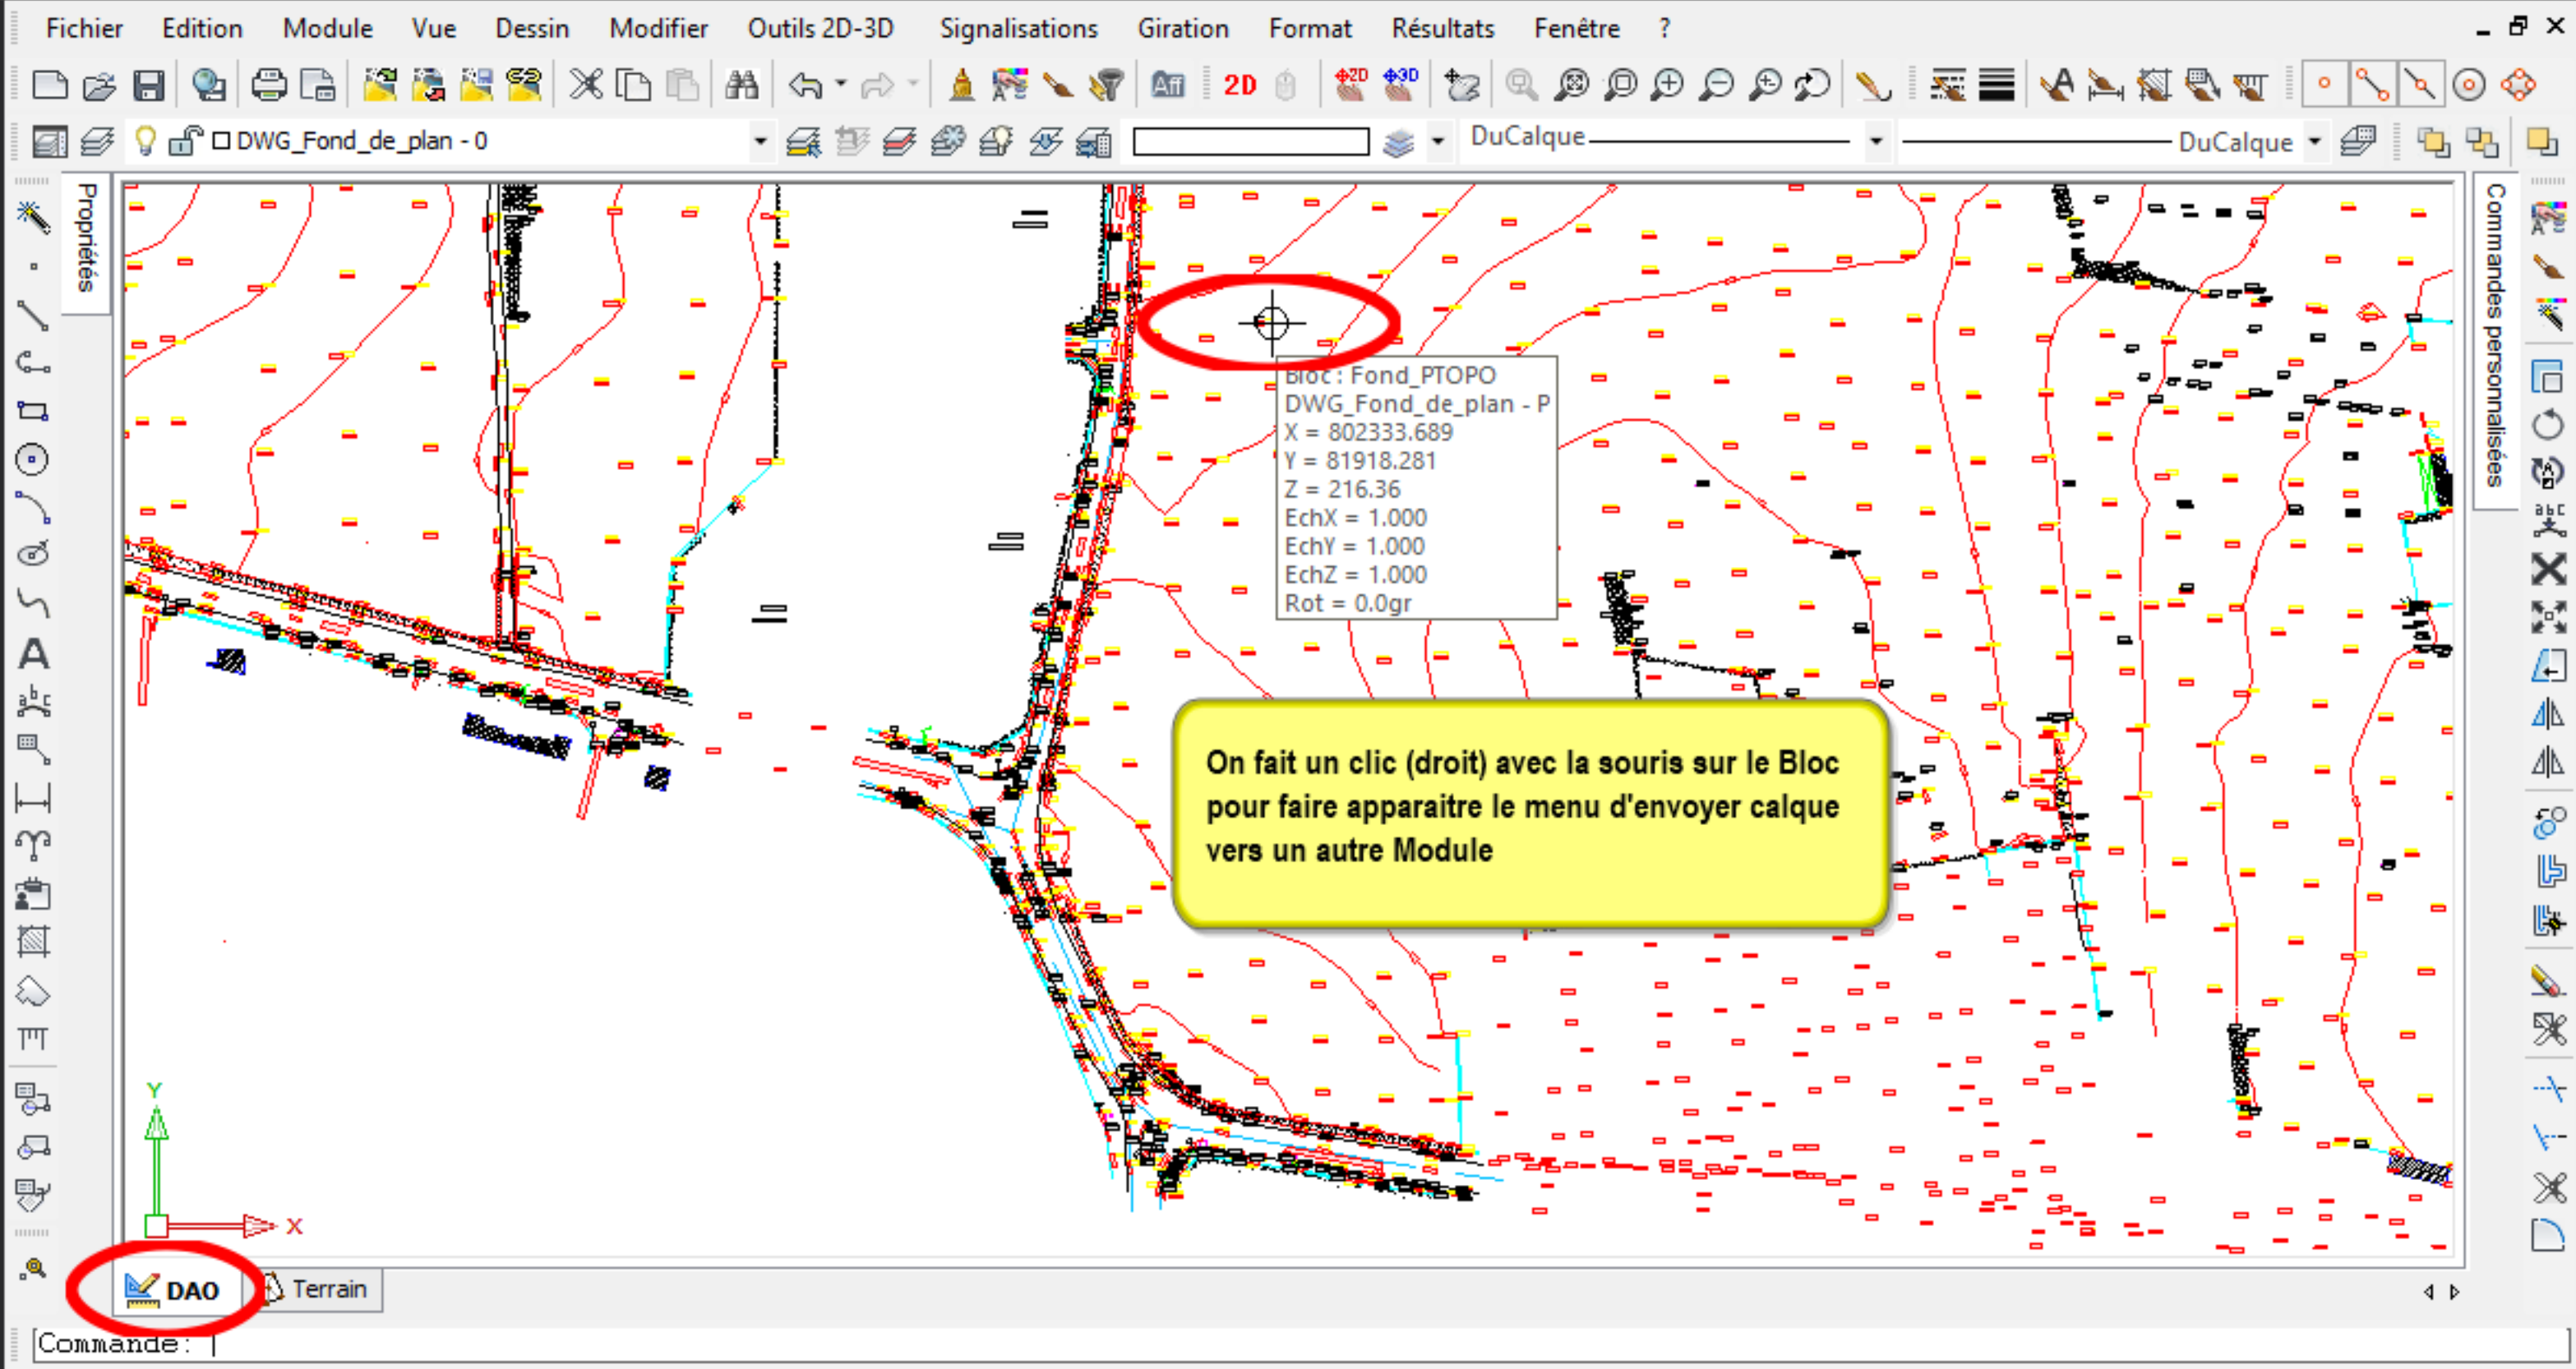 Fichier Edition Module Vue Dessin Modifier Outils 2D-3D Signalisations Giration Format Résultats Fenêtre ?
Aff 2D 2D 3D
DWG_Fond_de_plan - 0 DuCalque DuCalque
Propriétés
Commandes personnalisées
Bloc : Fond_PTOPO
DWG_Fond_de_plan - P
X = 802333.689
Y = 81918.281
Z = 216.36
EchX = 1.000
EchY = 1.000
EchZ = 1.000
Rot = 0.0gr
On fait un clic (droit) avec la souris sur le Bloc
pour faire apparaitre le menu d'envoyer calque
vers un autre Module
Y
X
DAO Terrain
Commande: